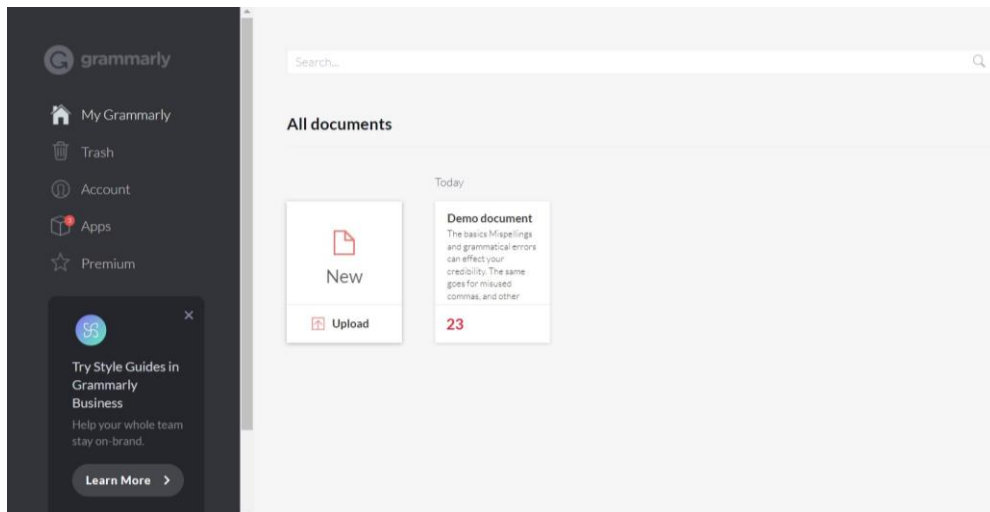 grammarly
My Grammarly
Trash
Account
3
Apps
Premium
Try Style Guides in
Grammarly
Business
Help your whole team
stay on-brand.
Learn More
Search...
All documents
New
Upload
Today
Demo document
The basics Mispellings
and grammatical errors
can effect your
credibility. The same
goes for misused
commas, and other
23